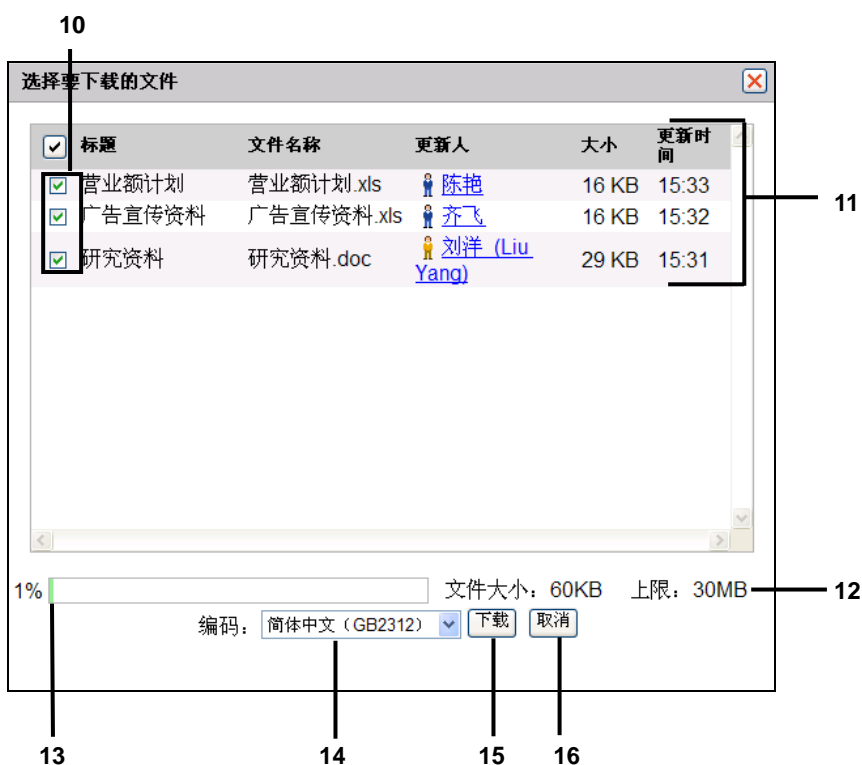 10
选择要下载的文件
标题 文件名称 更新人 大小 更新时
间
营业额计划 营业额计划.xls 陈艳 16 KB 15:33
11
广告宣传资料 广告宣传资料.xls 齐飞 16 KB 15:32
研究资料 研究资料.doc 刘洋 (Liu 29 KB 15:31
Yang)
1% 文件大小：60KB 上限：30MB 12
编码： 简体中文（GB2312） 下载 取消
13 14 15 16